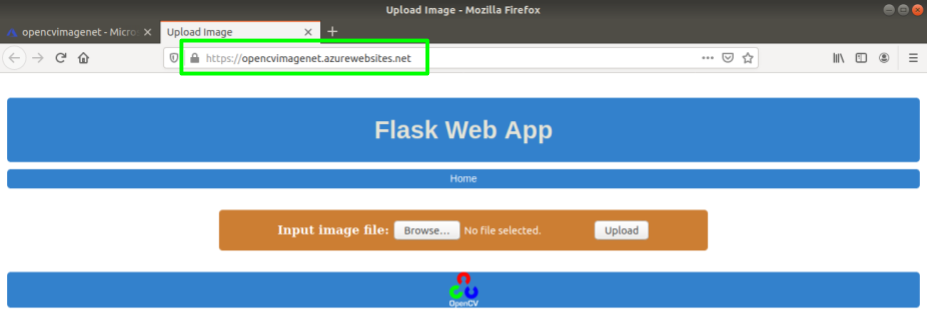 Upload Image - Mozilla Firefox
opencvimagenet - Micro
Upload Image
https://opencvimagenet.azurewebsites.net
Flask Web App
Home
Input image file: Browse... No file selected. Upload
OpenCV